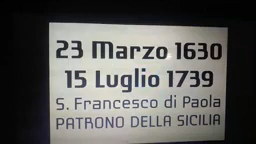 23 Marzo 1630
15 Luglio 1739
S. Francesco di Paola
PATRONO DELLA SICILIA